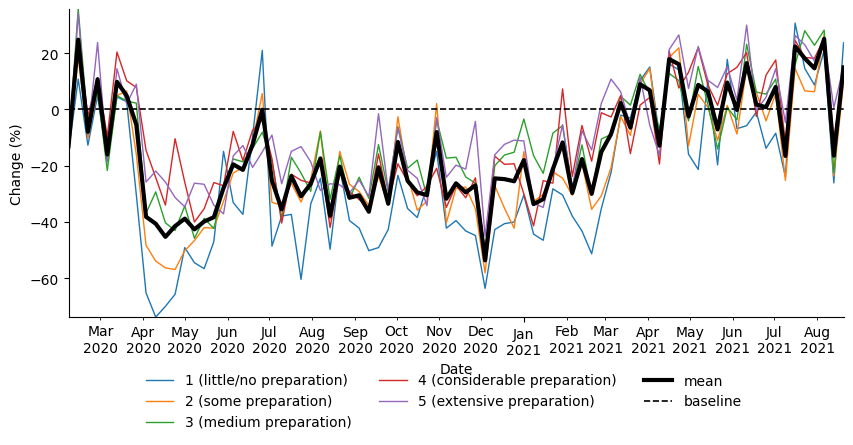 Change (%)
20
0
−20
−40
−60
Mar Apr May Jun Jul Aug Sep Oct Nov Dec Jan Feb Mar Apr May Jun Jul Aug
2020 2020 2020 2020 2020 2020 2020 2020 2020 2020 2021 2021 2021 2021 2021 2021 2021 2021
Date
1 (little/no preparation) 4 (considerable preparation) mean
2 (some preparation) 5 (extensive preparation) baseline
3 (medium preparation)